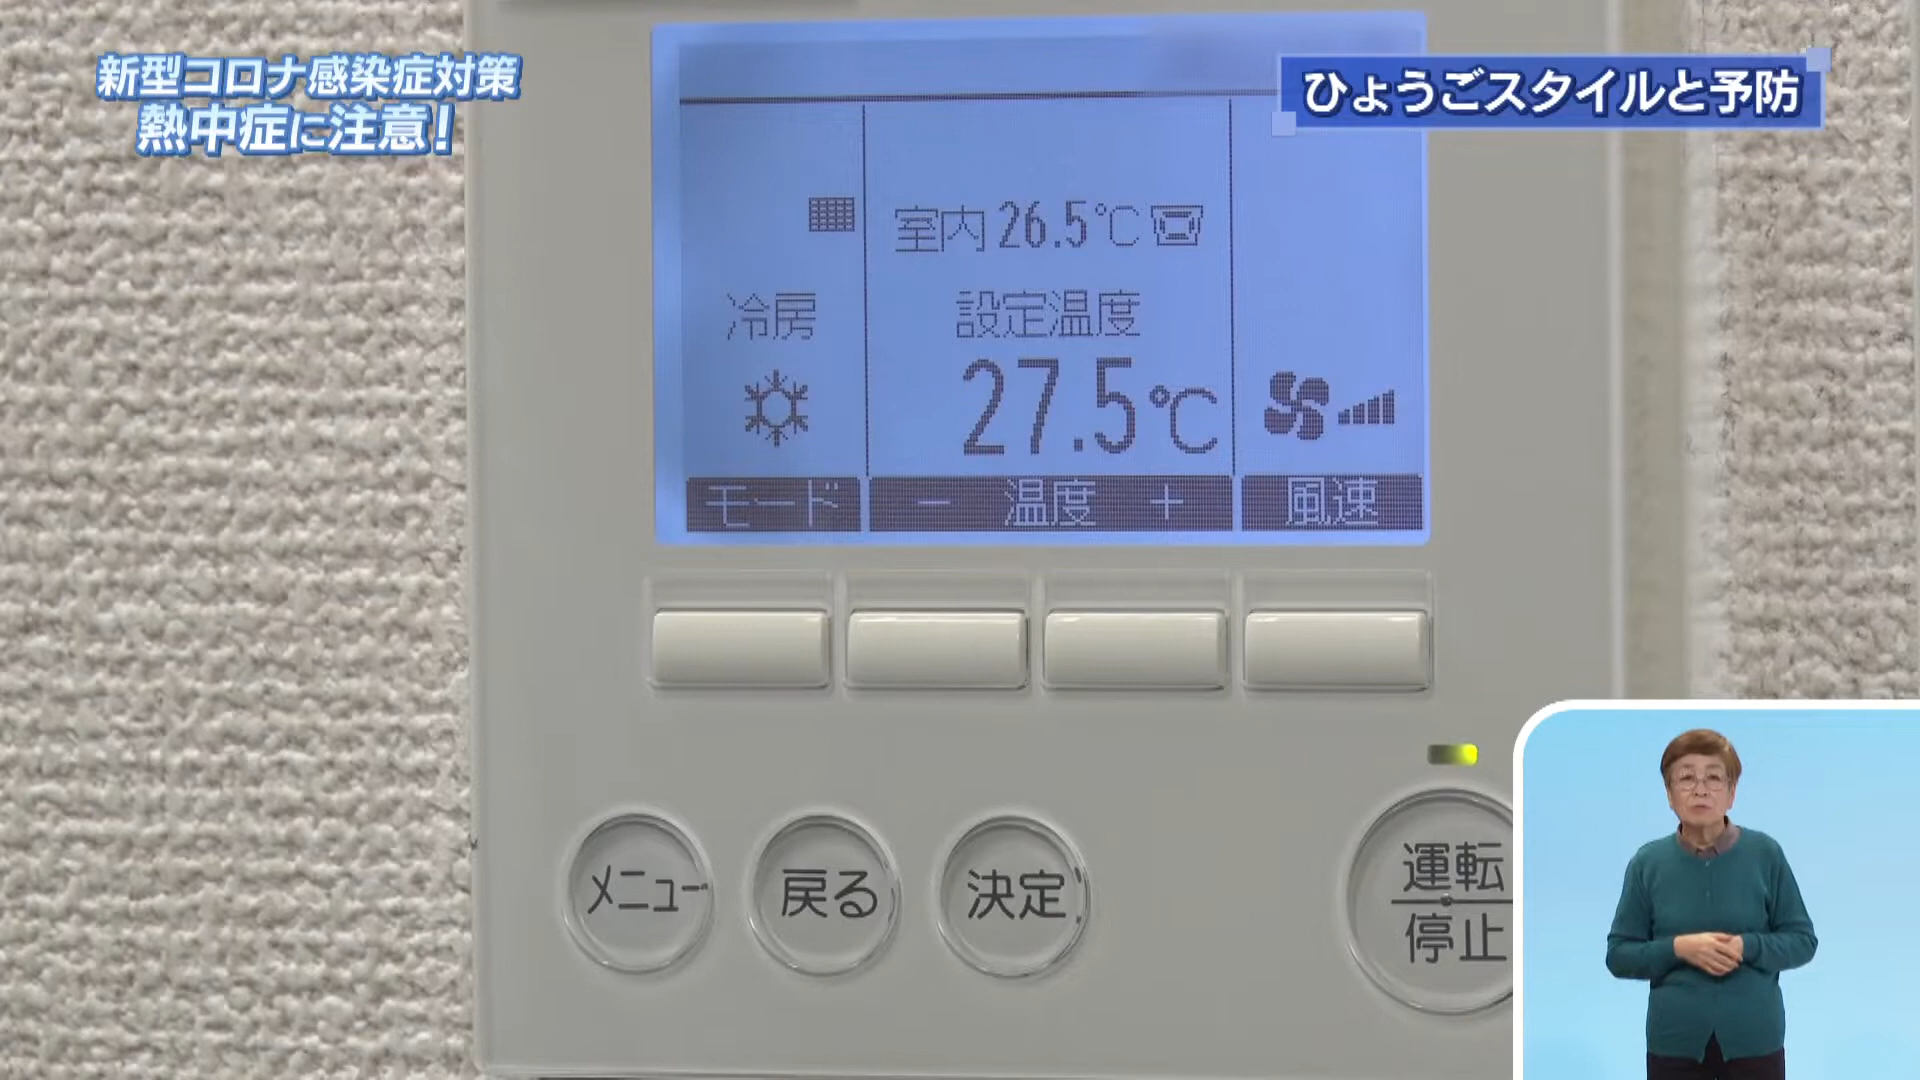 新型コロナ感染症対策
熱中症に注意！
ひょうごスタイルと予防
室内 26.5℃
冷房
設定温度
27.5℃
モード
－ 温度 ＋
風速
メニュー
戻る
決定
運転
停止